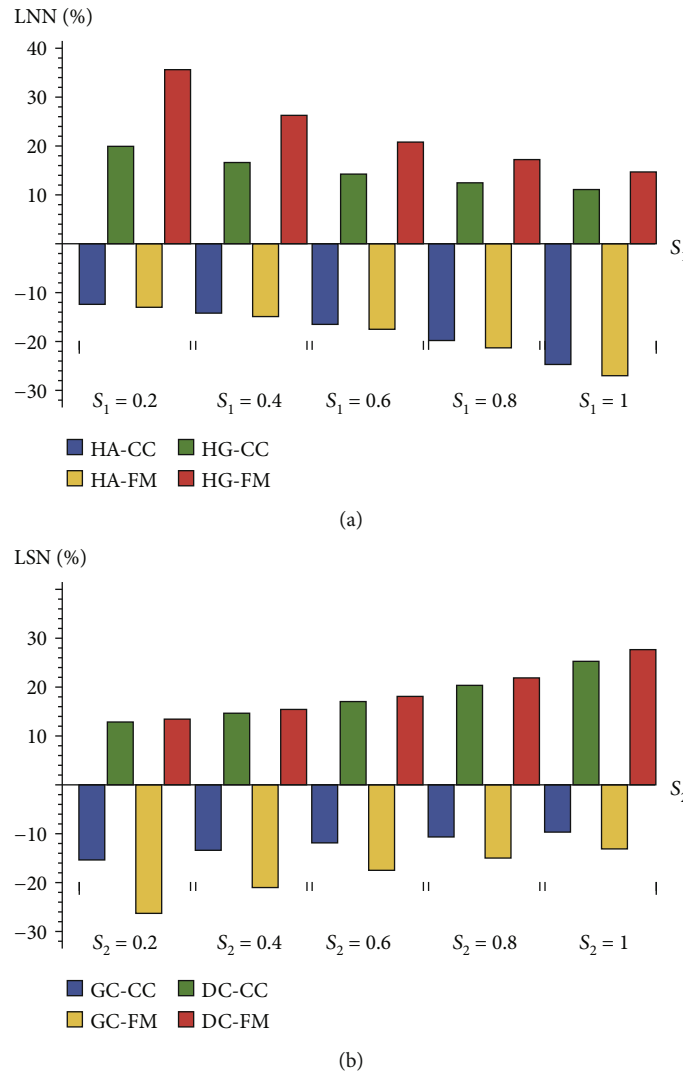 LNN (%)
40
30
20
10
−10
−20
−30
S₁
S₁ = 0.2 S₁ = 0.4 S₁ = 0.6 S₁ = 0.8 S₁ = 1
HA-CC HG-CC
HA-FM HG-FM
(a)
LSN (%)
30
20
10
−10
−20
−30
S₂
S₂ = 0.2 S₂ = 0.4 S₂ = 0.6 S₂ = 0.8 S₂ = 1
GC-CC DC-CC
GC-FM DC-FM
(b)